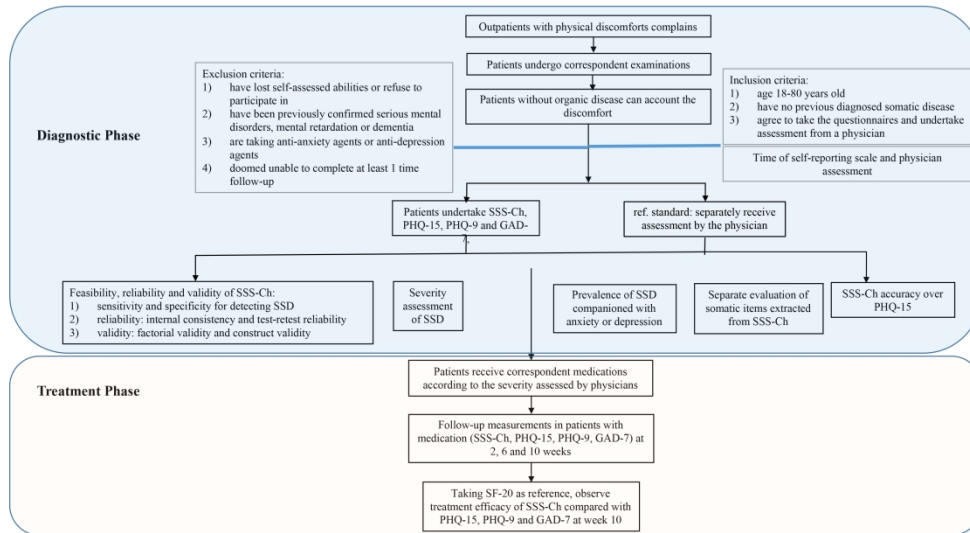 Outpatients with physical discomforts complains
Patients undergo correspondent examinations
Patients without organic disease can account the
discomfort
Exclusion criteria:
1) have lost self-assessed abilities or refuse to
participate in
2) have been previously confirmed serious mental
disorders, mental retardation or dementia
3) are taking anti-anxiety agents or anti-depression
agents
4) doomed unable to complete at least 1 time
follow-up
Inclusion criteria:
1) age 18-80 years old
2) have no previous diagnosed somatic disease
3) agree to take the questionnaires and undertake
assessment from a physician
Diagnostic Phase
Time of self-reporting scale and physician
assessment
Patients undertake SSS-Ch,
PHQ-15, PHQ-9 and GAD-
7,
ref. standard: separately receive
assessment by the physician
Feasibility, reliability and validity of SSS-Ch:
1) sensitivity and specificity for detecting SSD
2) reliability: internal consistency and test-retest reliability
3) validity: factorial validity and construct validity
Severity
assessment
of SSD
Prevalence of SSD
companioned with
anxiety or depression
Separate evaluation of
somatic items extracted
from SSS-Ch
SSS-Ch accuracy over
PHQ-15
Treatment Phase
Patients receive correspondent medications
according to the severity assessed by physicians
Follow-up measurements in patients with
medication (SSS-Ch, PHQ-15, PHQ-9, GAD-7) at
2, 6 and 10 weeks
Taking SF-20 as reference, observe
treatment efficacy of SSS-Ch compared with
PHQ-15, PHQ-9 and GAD-7 at week 10